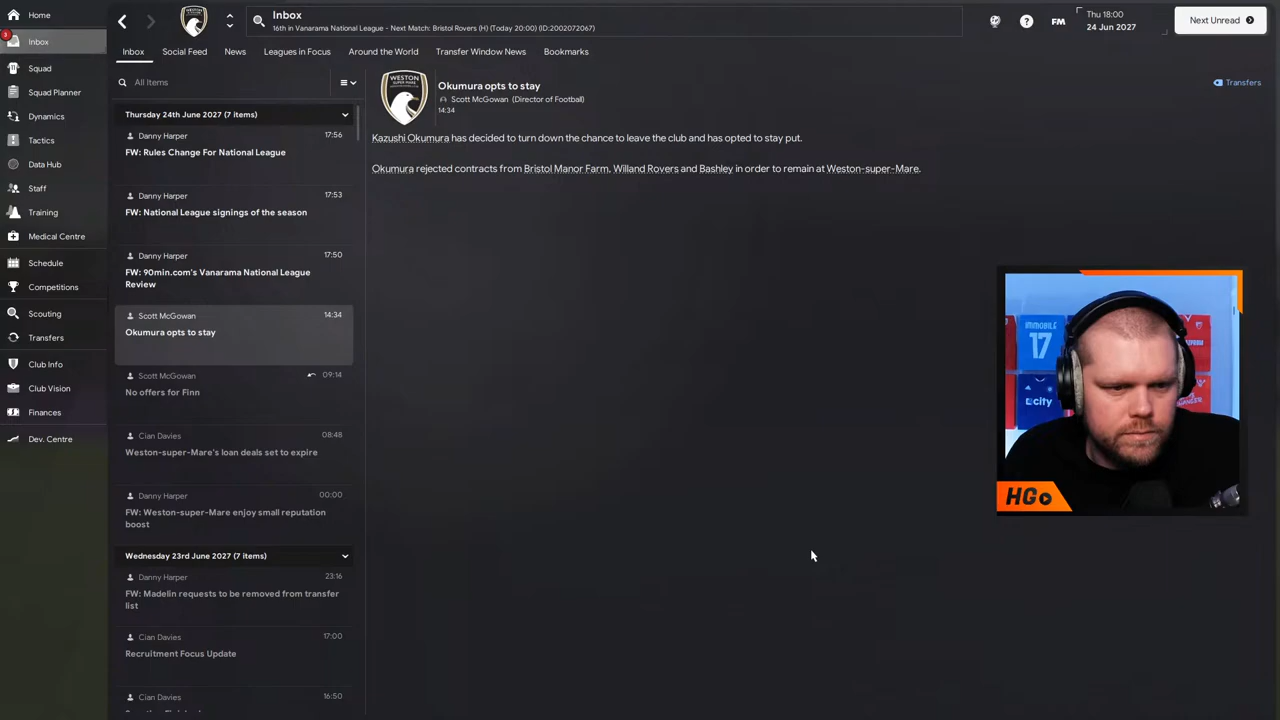 Home
3
Inbox
Squad
Squad Planner
Dynamics
Tactics
Data Hub
Staff
Training
Medical Centre
Schedule
Competitions
Scouting
Transfers
Club Info
Club Vision
Finances
Dev. Centre
Inbox
16th in Vanarama National League - Next Match: Bristol Rovers (H) (Today 20:00) (ID:2002072067)
FM
Thu 18:00
24 Jun 2027
Next Unread
Inbox
Social Feed
News
Leagues in Focus
Around the World
Transfer Window News
Bookmarks
All Items
Thursday 24th June 2027 (7 items)
Danny Harper 17:56
FW: Rules Change For National League
Danny Harper 17:53
FW: National League signings of the season
Danny Harper 17:50
FW: 90min.com's Vanarama National League
Review
Scott McGowan 14:34
Okumura opts to stay
Scott McGowan 09:14
No offers for Finn
Cian Davies 08:48
Weston-super-Mare's loan deals set to expire
Danny Harper 00:00
FW: Weston-super-Mare enjoy small reputation
boost
Wednesday 23rd June 2027 (7 items)
Danny Harper 23:16
FW: Madelin requests to be removed from transfer
list
Cian Davies 17:00
Recruitment Focus Update
Cian Davies 16:50
WESTON
SUPER MARE
Okumura opts to stay
Scott McGowan (Director of Football)
14:34
Transfers
Kazushi Okumura has decided to turn down the chance to leave the club and has opted to stay put.
Okumura rejected contracts from Bristol Manor Farm, Willand Rovers and Bashley in order to remain at Weston-super-Mare.
IMMOBILE
17
city
HG